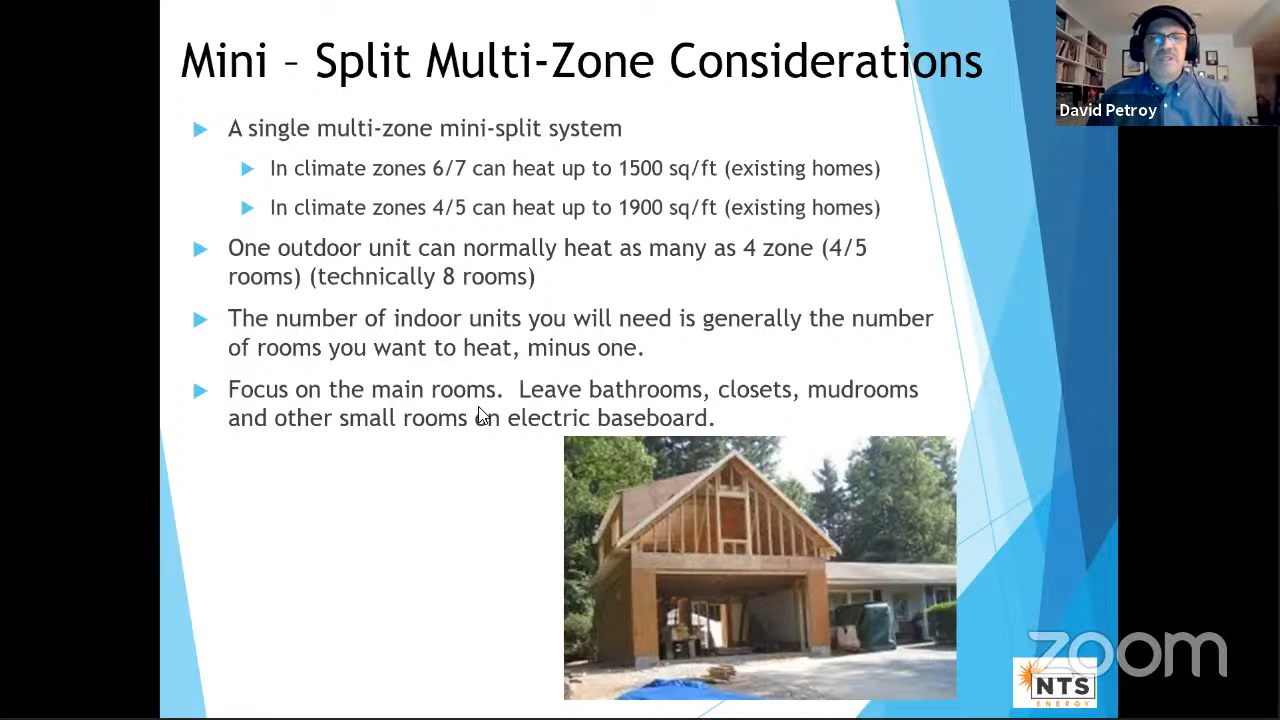 Mini – Split Multi-Zone Considerations
A single multi-zone mini-split system
In climate zones 6/7 can heat up to 1500 sq/ft (existing homes)
In climate zones 4/5 can heat up to 1900 sq/ft (existing homes)
One outdoor unit can normally heat as many as 4 zone (4/5
rooms) (technically 8 rooms)
The number of indoor units you will need is generally the number
of rooms you want to heat, minus one.
Focus on the main rooms. Leave bathrooms, closets, mudrooms
and other small rooms on electric baseboard.
David Petroy
zoom
NTS
ENERGY